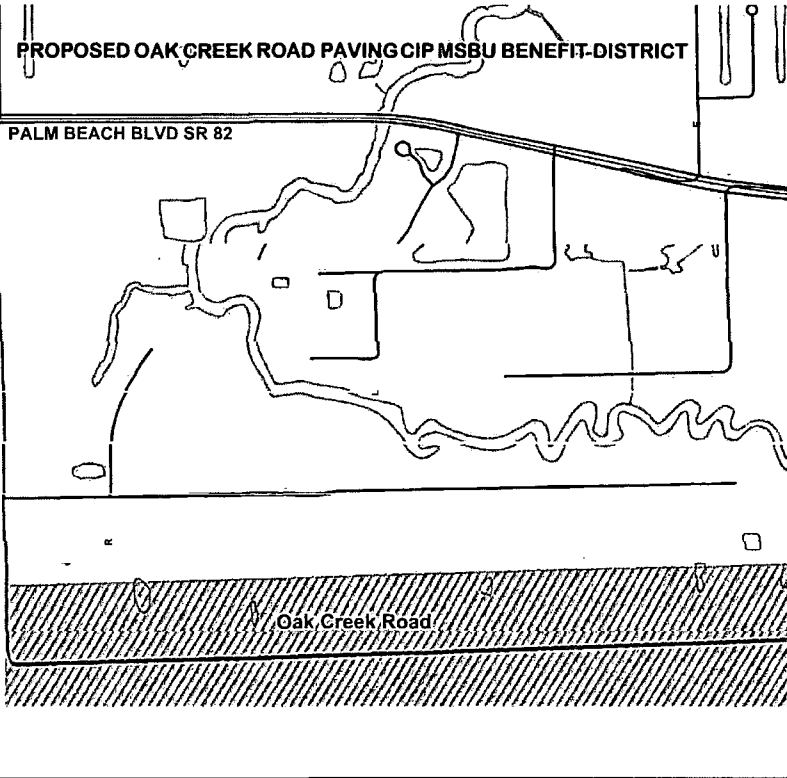 PROPOSED OAK CREEK ROAD PAVING CIP MSBU BENEFIT DISTRICT
PALM BEACH BLVD SR 82
Oak Creek Road